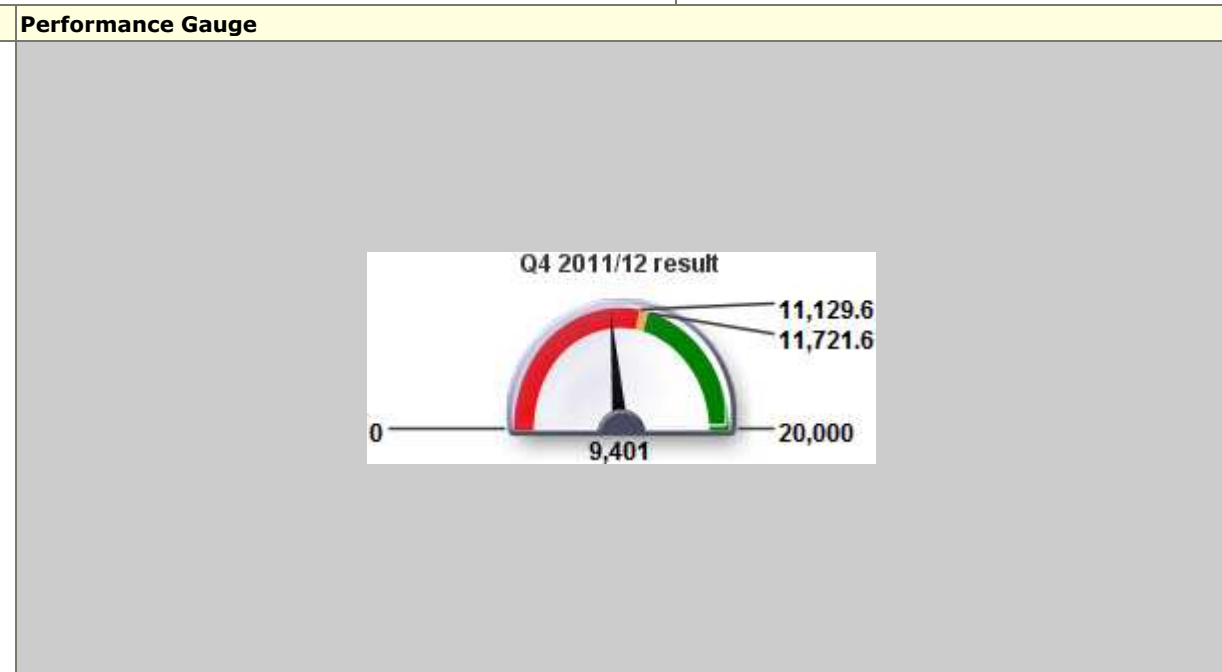 Performance Gauge
Q4 2011/12 result
11,129.6
11,721.6
0
20,000
9,401